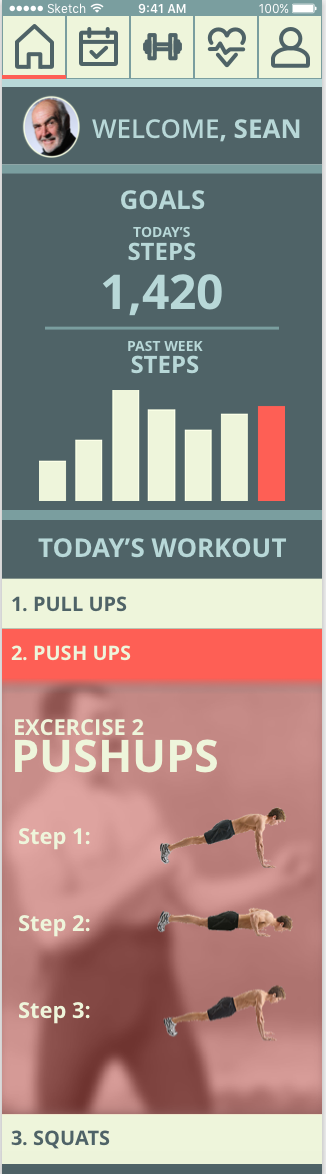 Sketch 9:41 AM 100%
WELCOME, SEAN
GOALS
TODAY'S
STEPS
1,420
PAST WEEK
STEPS
TODAY'S WORKOUT
1. PULL UPS
2. PUSH UPS
EXCERCISE 2
PUSHUPS
Step 1:
Step 2:
Step 3:
3. SQUATS